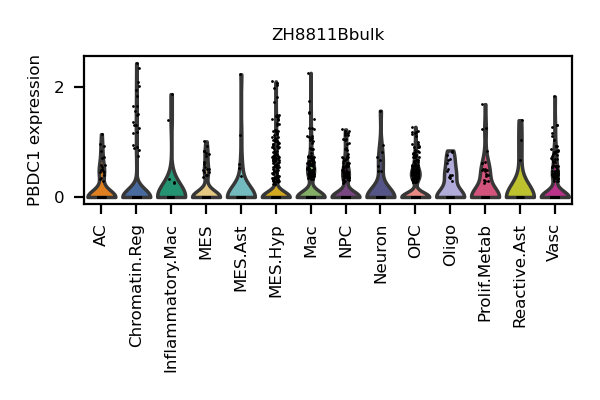 ZH8811Bbulk
PBDC1 expression
2
0
AC
Chromatin.Reg
Inflammatory.Mac
MES
MES.Ast
MES.Hyp
Mac
NPC
Neuron
OPC
Oligo
Prolif.Metab
Reactive.Ast
Vasc